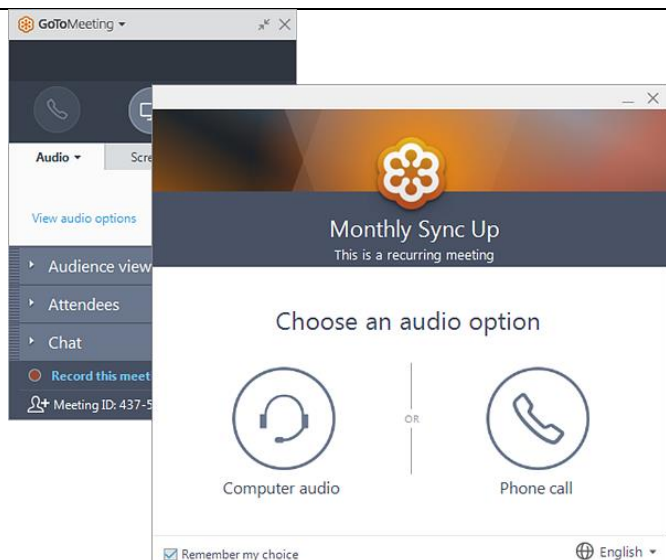 GoToMeeting
Audio
View audio options
Audience view
Attendees
Chat
Meeting ID: 437-5
Monthly Sync Up
This is a recurring meeting
Choose an audio option
OR
Computer audio
Phone call
Remember my choice
English